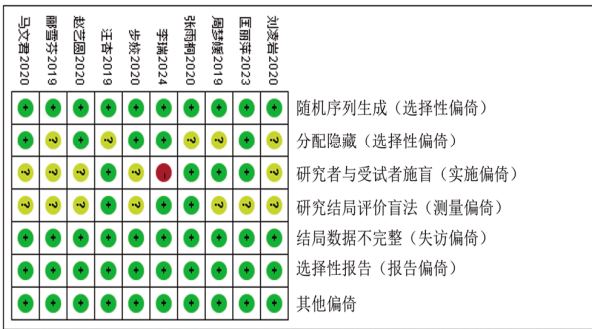 马文君2020
郦雪芬2019
赵艺圆2020
汪杏2019
步姣2020
李瑞2024
张雨桐2020
周梦媛2019
匡丽萍2023
刘凌岩2020
+ + + + + + + + + + 随机序列生成（选择性偏倚）
+ ? + ? + + ? ? + ? 分配隐藏（选择性偏倚）
? ? ? + ? - + + + ? 研究者与受试者施盲（实施偏倚）
? ? ? + ? + + ? ? ? 研究结局评价盲法（测量偏倚）
+ + + + + + + + + + 结局数据不完整（失访偏倚）
+ + + + + + + + + + 选择性报告（报告偏倚）
+ + + + + + + + + + 其他偏倚